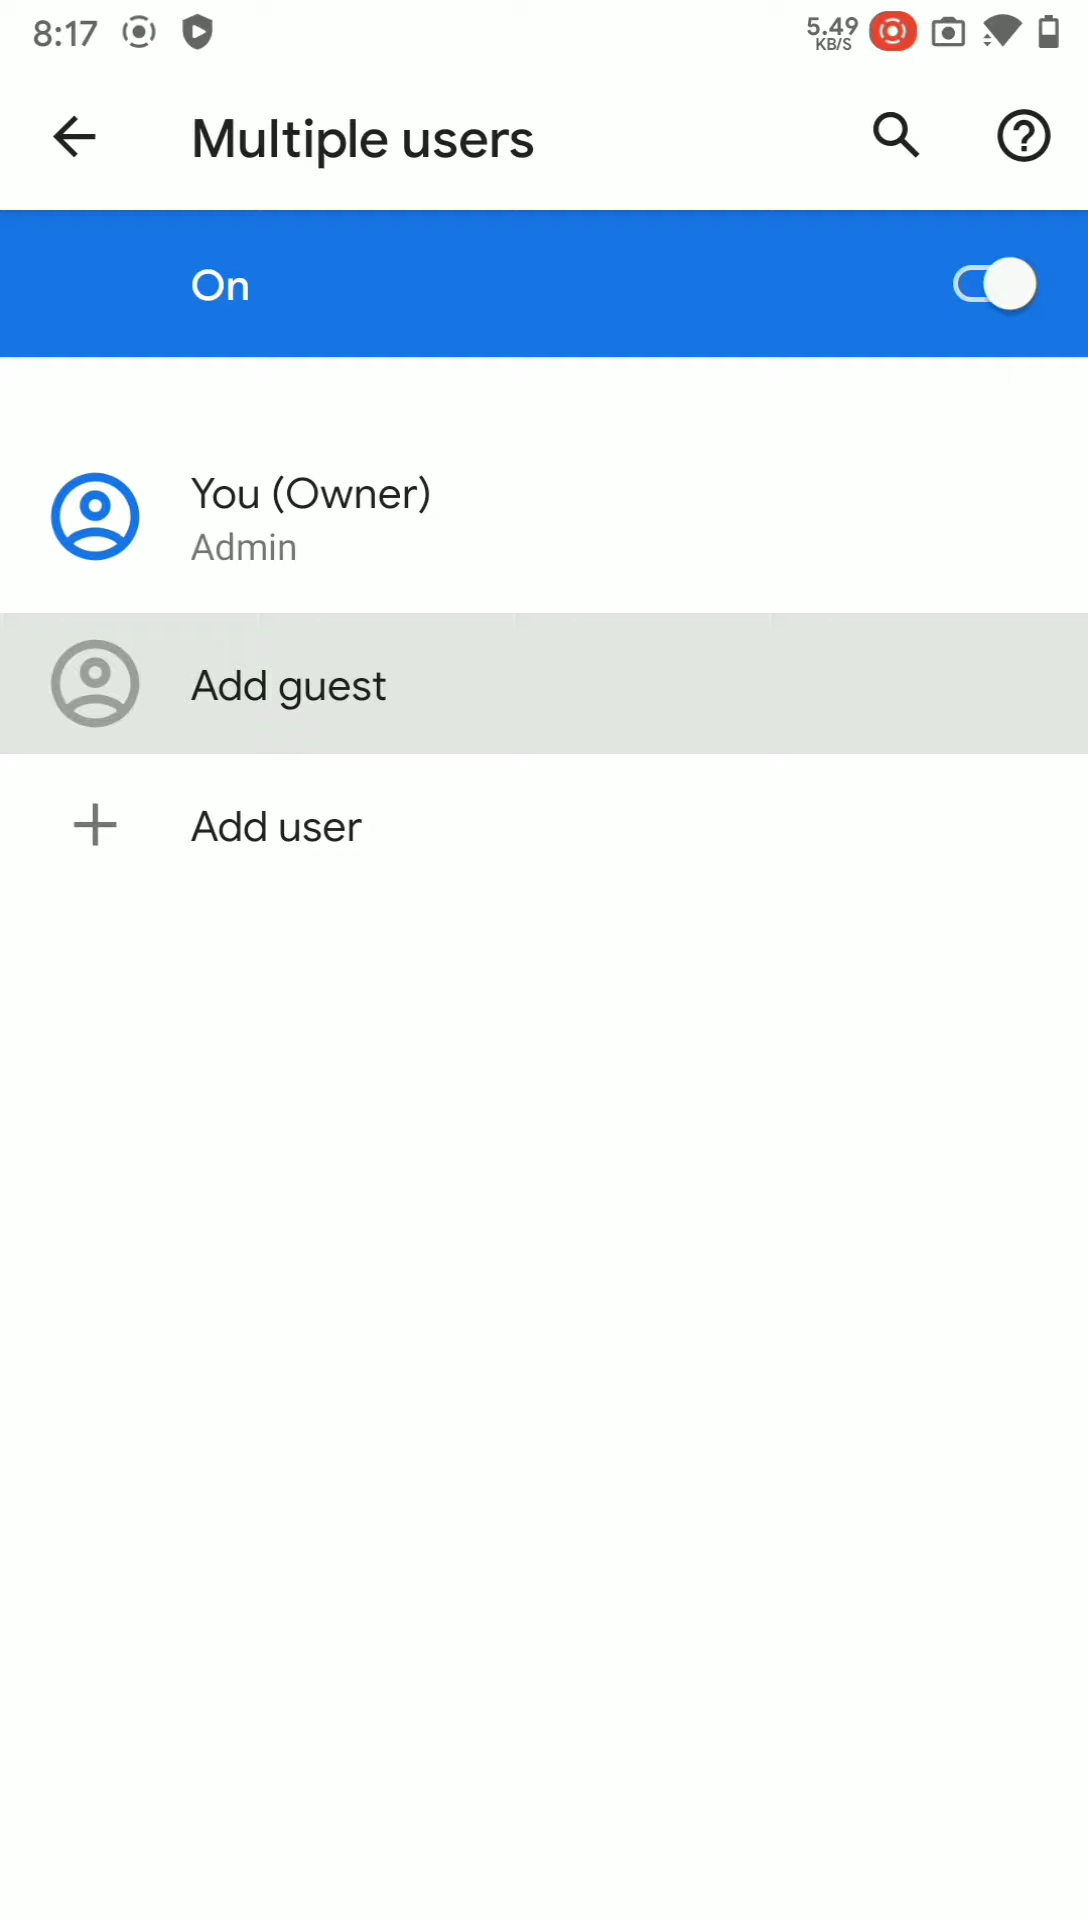 8:17
5.49
KB/S
Multiple users
On
You (Owner)
Admin
Add guest
Add user